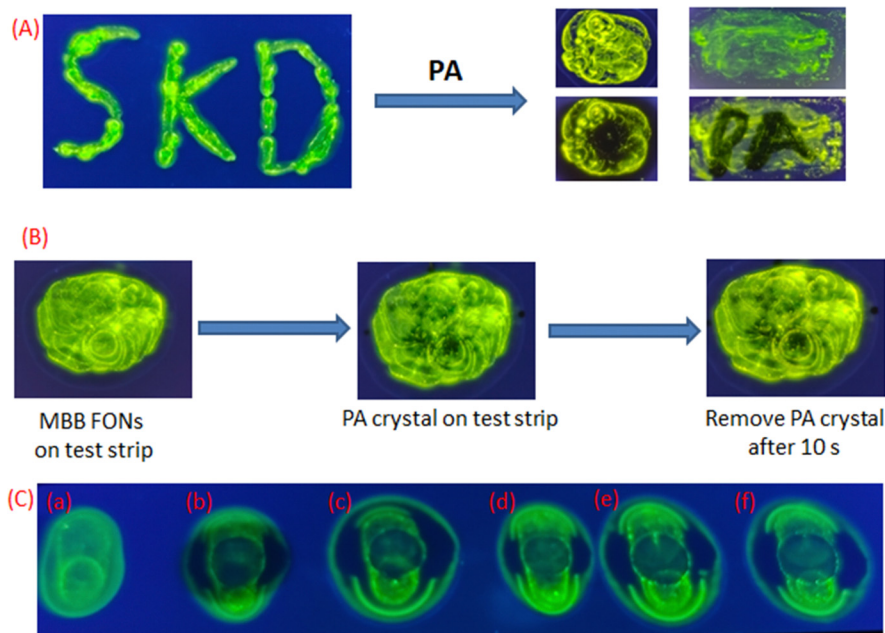 (A)
SKD
PA
PA
(B)
MBB FONs
on test strip
PA crystal on test strip
Remove PA crystal
after 10 s
(C) (a) (b) (c) (d) (e) (f)